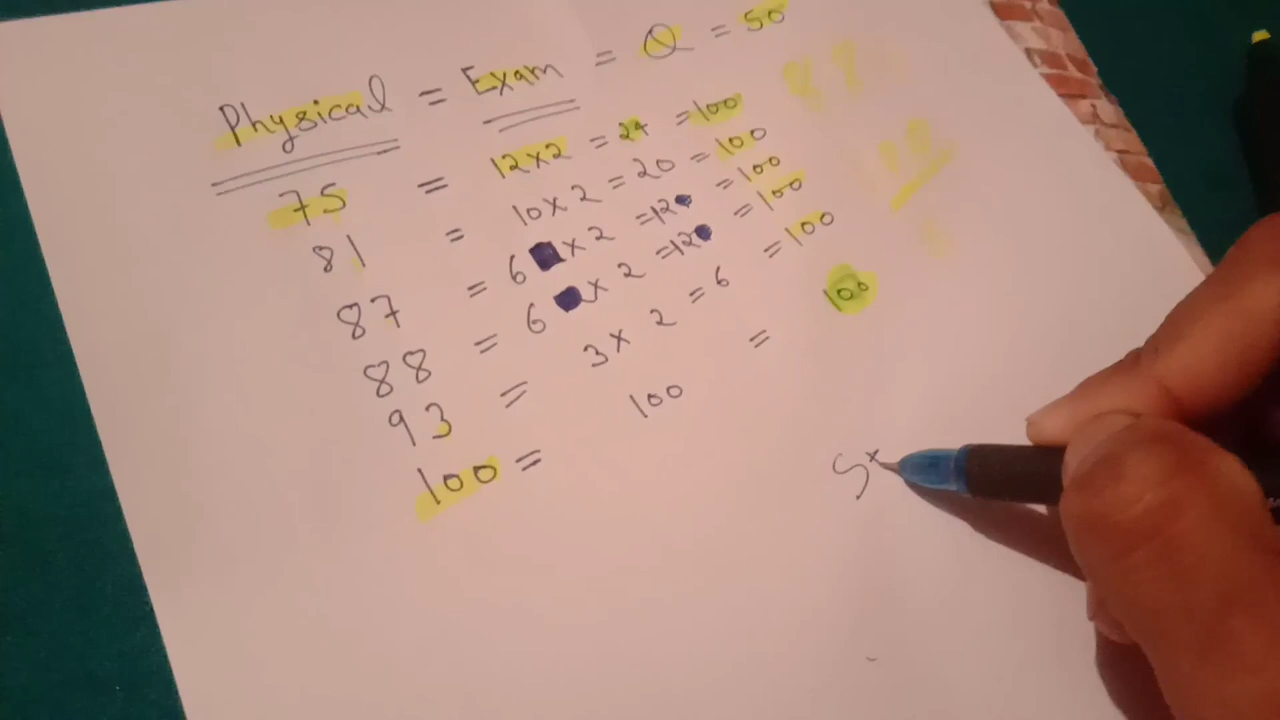 Physical = Exam = Q = 50
75 = 12x2 = 24 = 100
81 = 10x2 = 20 = 100
87 = 6 x 2 = 12 = 100
88 = 6 x 2 = 12 = 100
93 = 3x 2 = 6 = 100
100 = 100 = 100